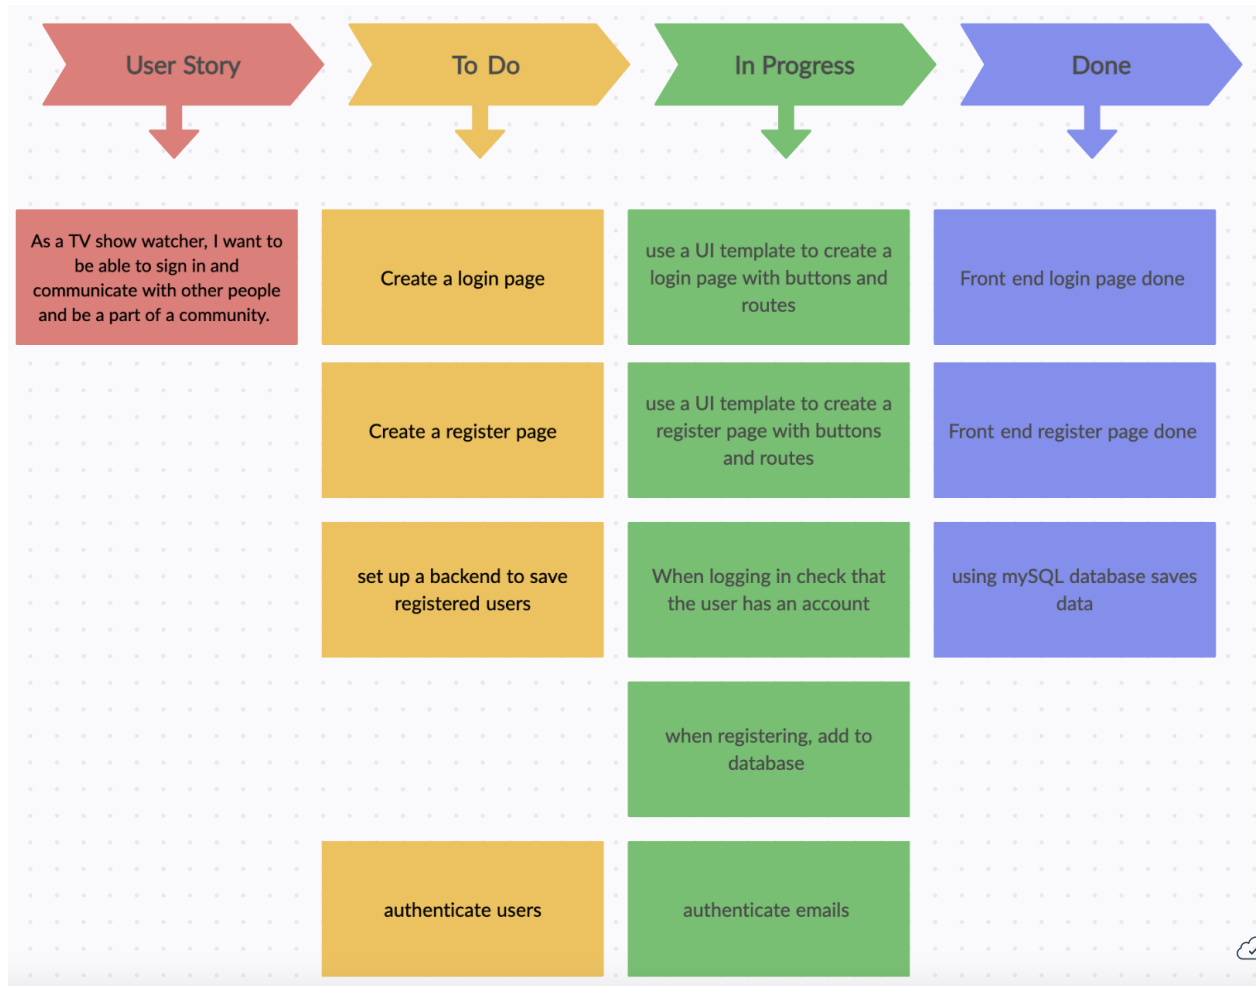 User Story
To Do
In Progress
Done
As a TV show watcher, I want to
be able to sign in and
communicate with other people
and be a part of a community.
Create a login page
use a UI template to create a
login page with buttons and
routes
Front end login page done
Create a register page
use a UI template to create a
register page with buttons
and routes
Front end register page done
set up a backend to save
registered users
When logging in check that
the user has an account
using mySQL database saves
data
when registering, add to
database
authenticate users
authenticate emails